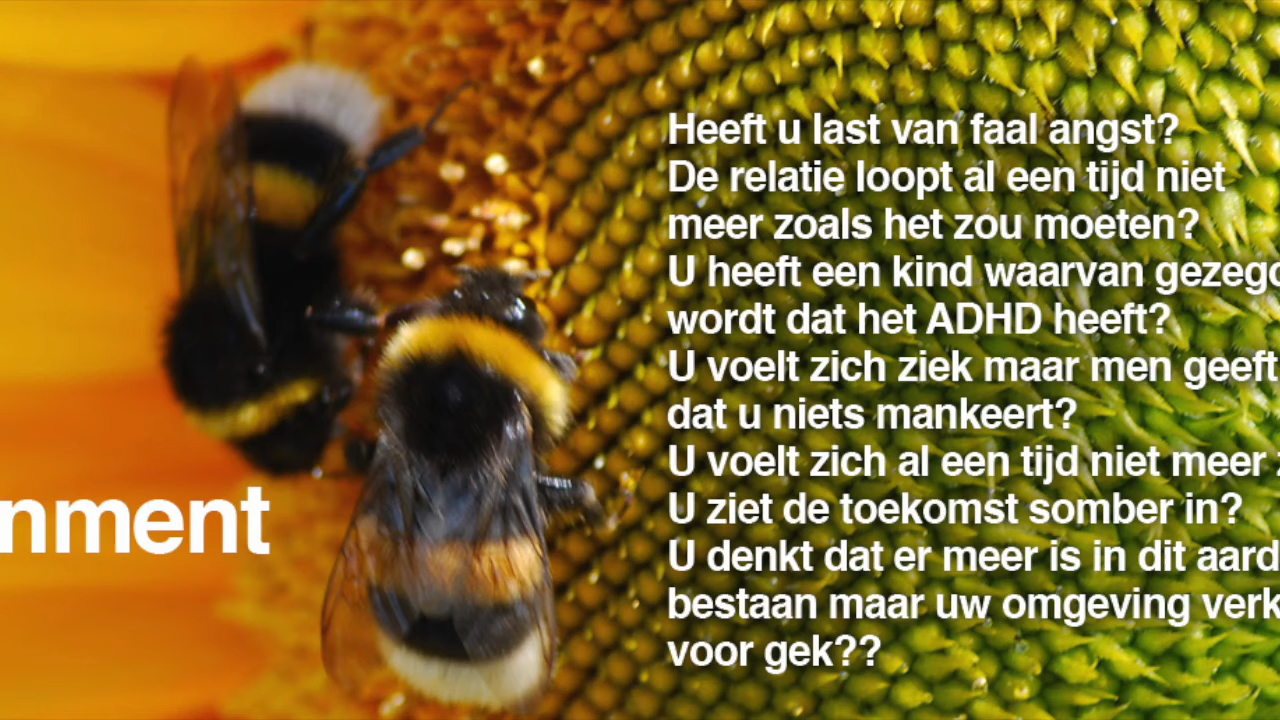 Heeft u last van faal angst?
De relatie loopt al een tijd niet
meer zoals het zou moeten?
U heeft een kind waarvan
wordt dat het ADHD heeft?
U voelt zich ziek maar men geeft
dat u niets mankeert?
U voelt zich al een tijd niet meer
U ziet de toekomst somber in?
U denkt dat er meer is in dit aard
bestaan maar uw omgeving verk
voor gek??
nment